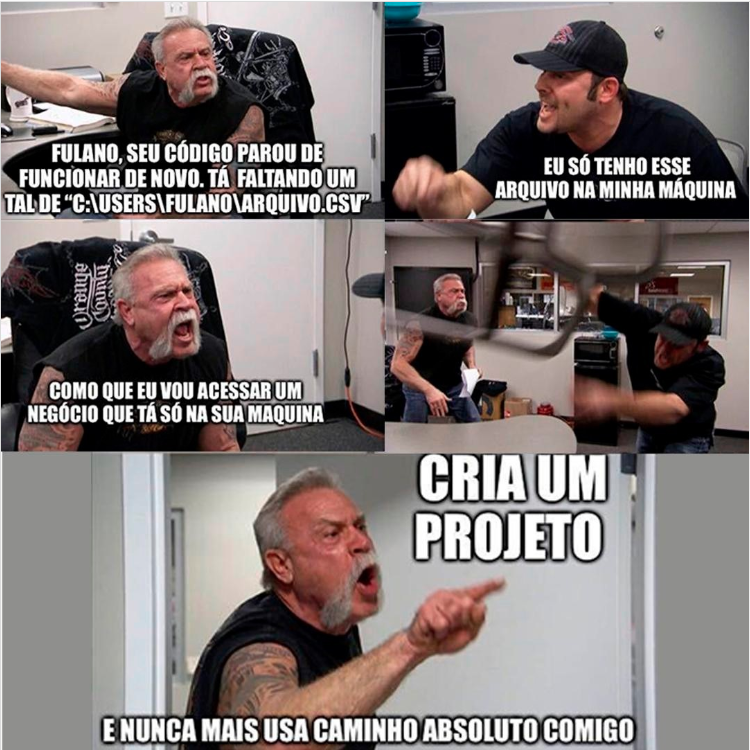 FULANO, SEU CÓDIGO PAROU DE
FUNCIONAR DE NOVO. TÁ FALTANDO UM
TAL DE “C:\USERS\FULANO\ARQUIVO.CSV”
EU SÓ TENHO ESSE
ARQUIVO NA MINHA MÁQUINA
Orange
County
COMO QUE EU VOU ACESSAR UM
NEGÓCIO QUE TÁ SÓ NA SUA MAQUINA
CRIA UM
PROJETO
E NUNCA MAIS USA CAMINHO ABSOLUTO COMIGO